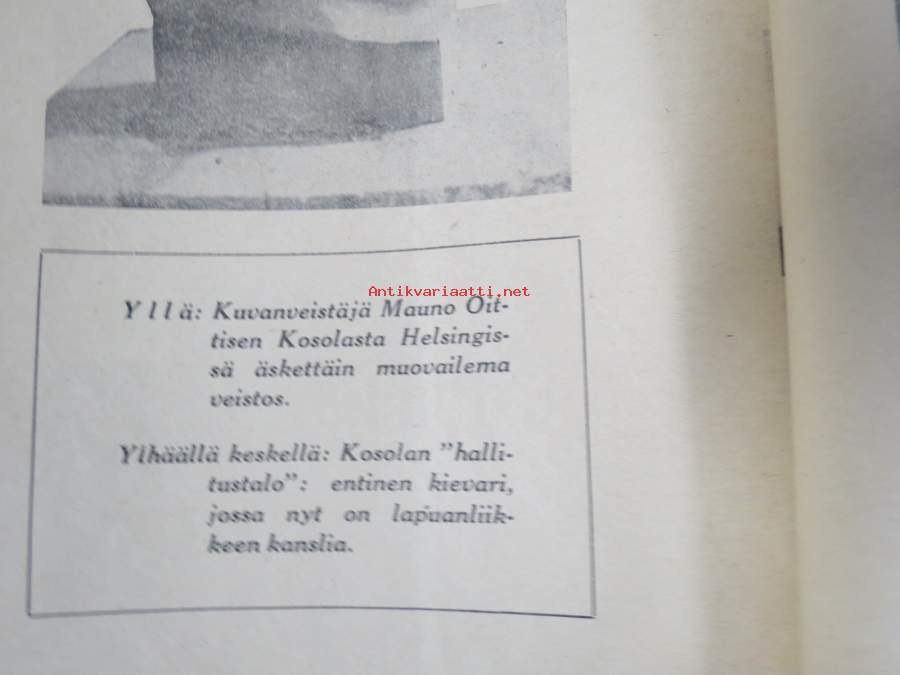 Antikvariaatti.net
Yllä: Kuvanveistäjä Mauno Oit-
tisen Kosolasta Helsingis-
sä äskettäin muovailema
veistos.
Ylhäällä keskellä: Kosolan "halli-
tustalo": entinen kievari,
jossa nyt on lapuanliik-
keen kanslia.